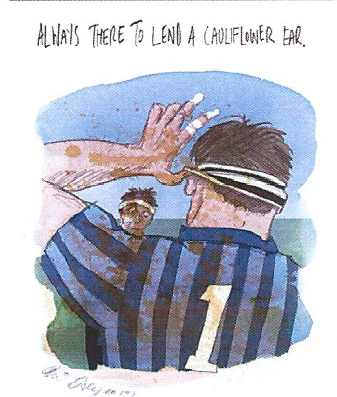 ALWAYS THERE TO LEND A CAULIFLOWER EAR.
1